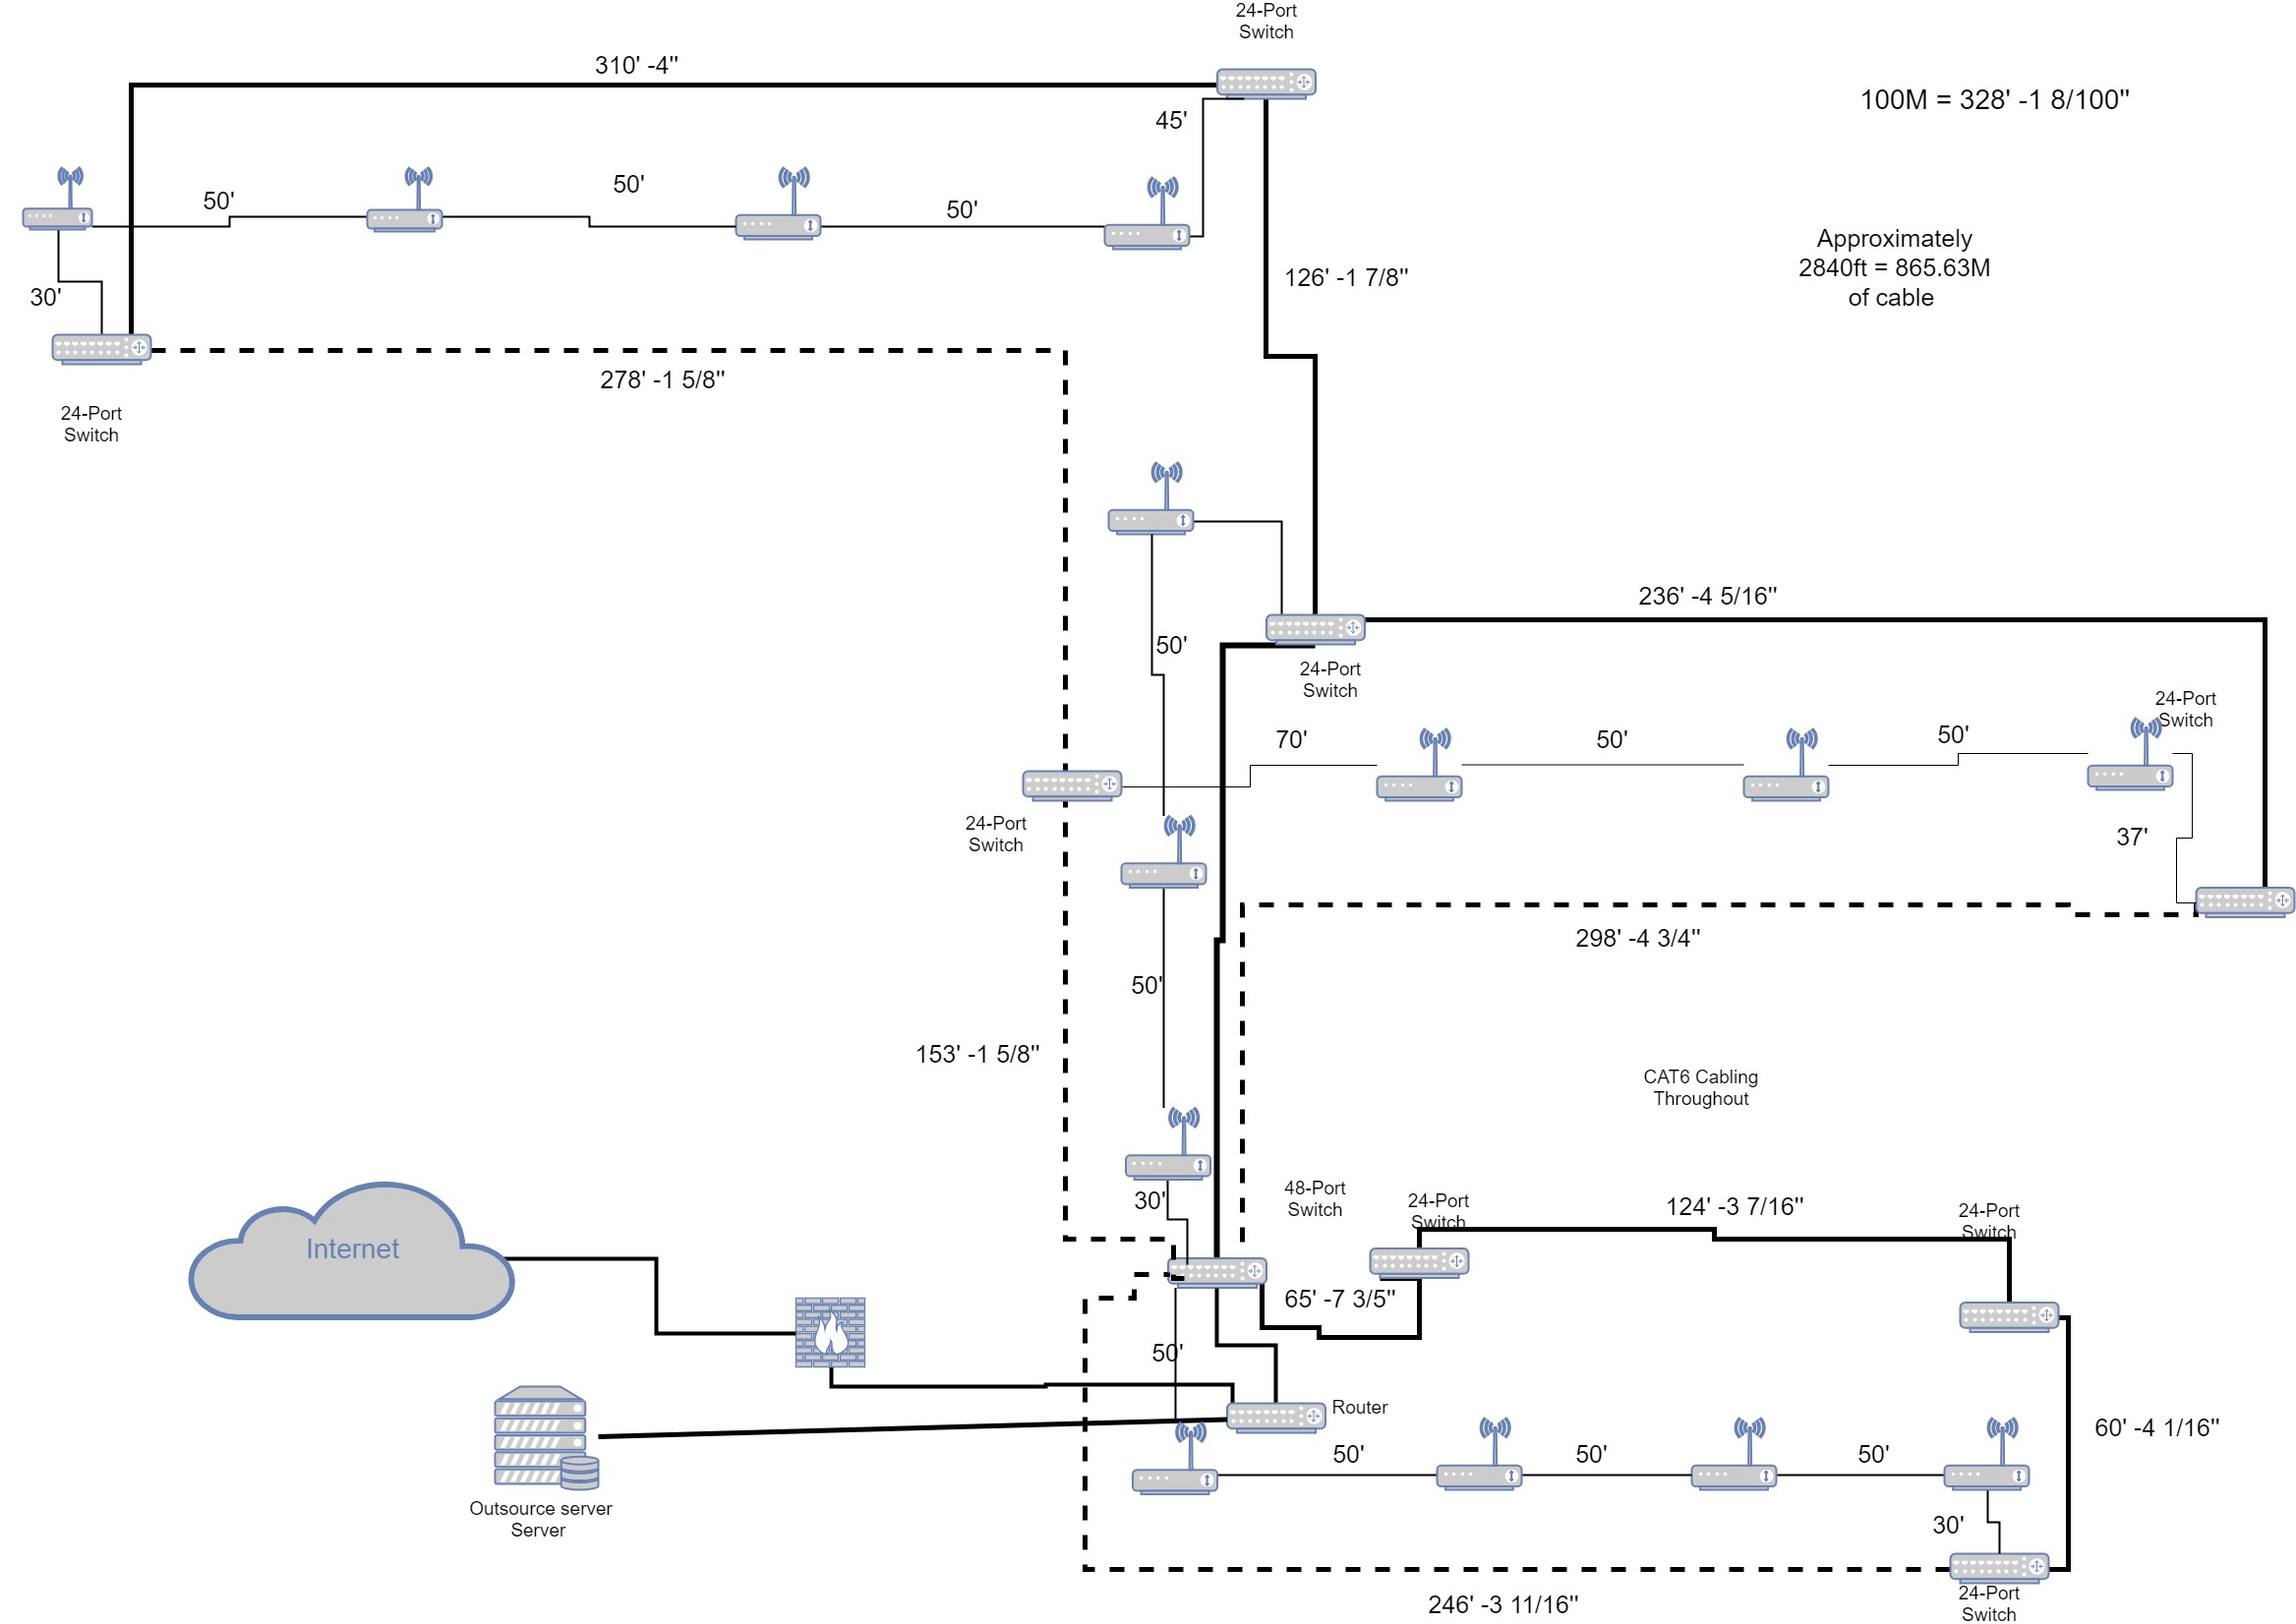 24-Port
Switch
310' -4"
45'
100M = 328' -1 8/100"
50'
50'
50'
30'
Approximately
2840ft = 865.63M
of cable
126' -1 7/8"
278' -1 5/8"
24-Port
Switch
50'
236' -4 5/16"
24-Port
Switch
24-Port
Switch
70'
50'
50'
24-Port
Switch
37'
298' -4 3/4"
50'
153' -1 5/8"
CAT6 Cabling
Throughout
30'
48-Port
Switch
24-Port
Switch
124' -3 7/16"
24-Port
Switch
Internet
65' -7 3/5"
50'
Router
60' -4 1/16"
50'
50'
50'
Outsource server
Server
30'
246' -3 11/16"
24-Port
Switch